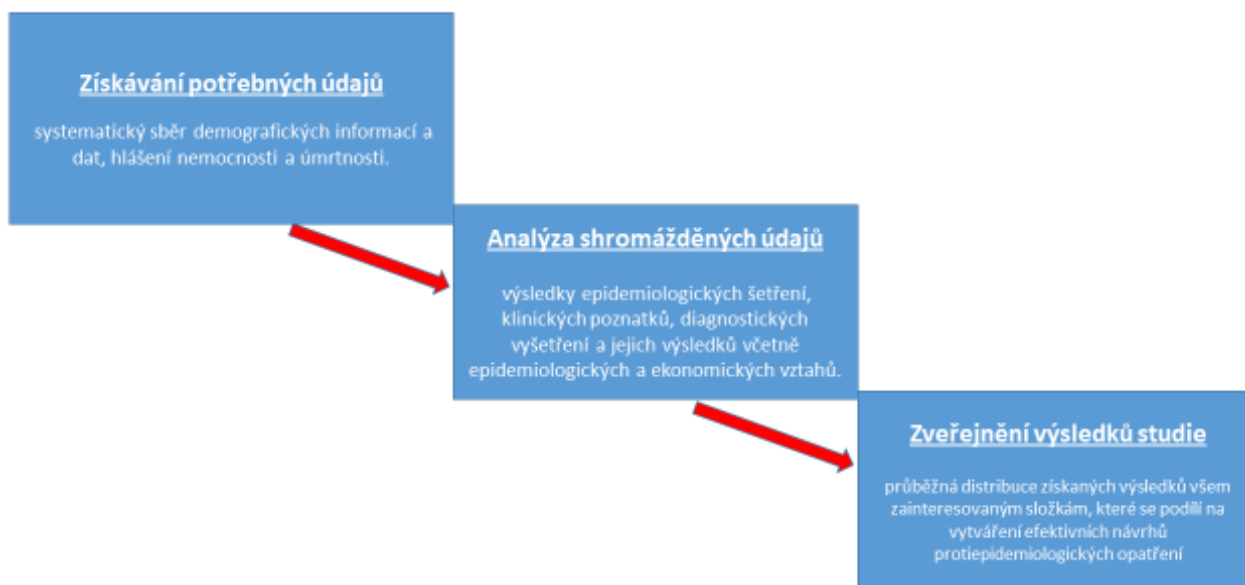 Získávání potřebných údajů
systematický sběr demografických informací a
dat, hlášení nemocnosti a úmrtnosti.
Analýza shromážděných údajů
výsledky epidemiologických šetření,
klinických poznatků, diagnostických
vyšetření a jejich výsledků včetně
epidemiologických a ekonomických vztahů.
Zveřejnění výsledků studie
průběžná distribuce získaných výsledků všem
zainteresovaným složkám, které se podílí na
vytváření efektivních návrhů
protiepidemiologických opatření